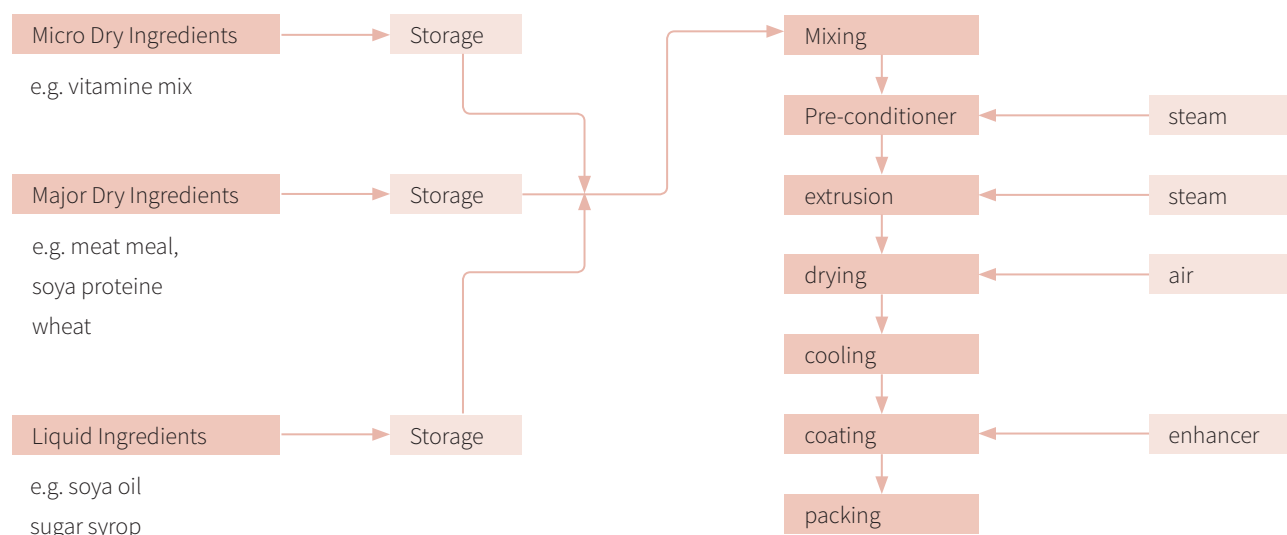 Micro Dry Ingredients
Storage
e.g. vitamine mix
Major Dry Ingredients
Storage
e.g. meat meal,
soya proteine
wheat
Liquid Ingredients
Storage
e.g. soya oil
sugar syrop
Mixing
Pre-conditioner
steam
extrusion
steam
drying
air
cooling
coating
enhancer
packing